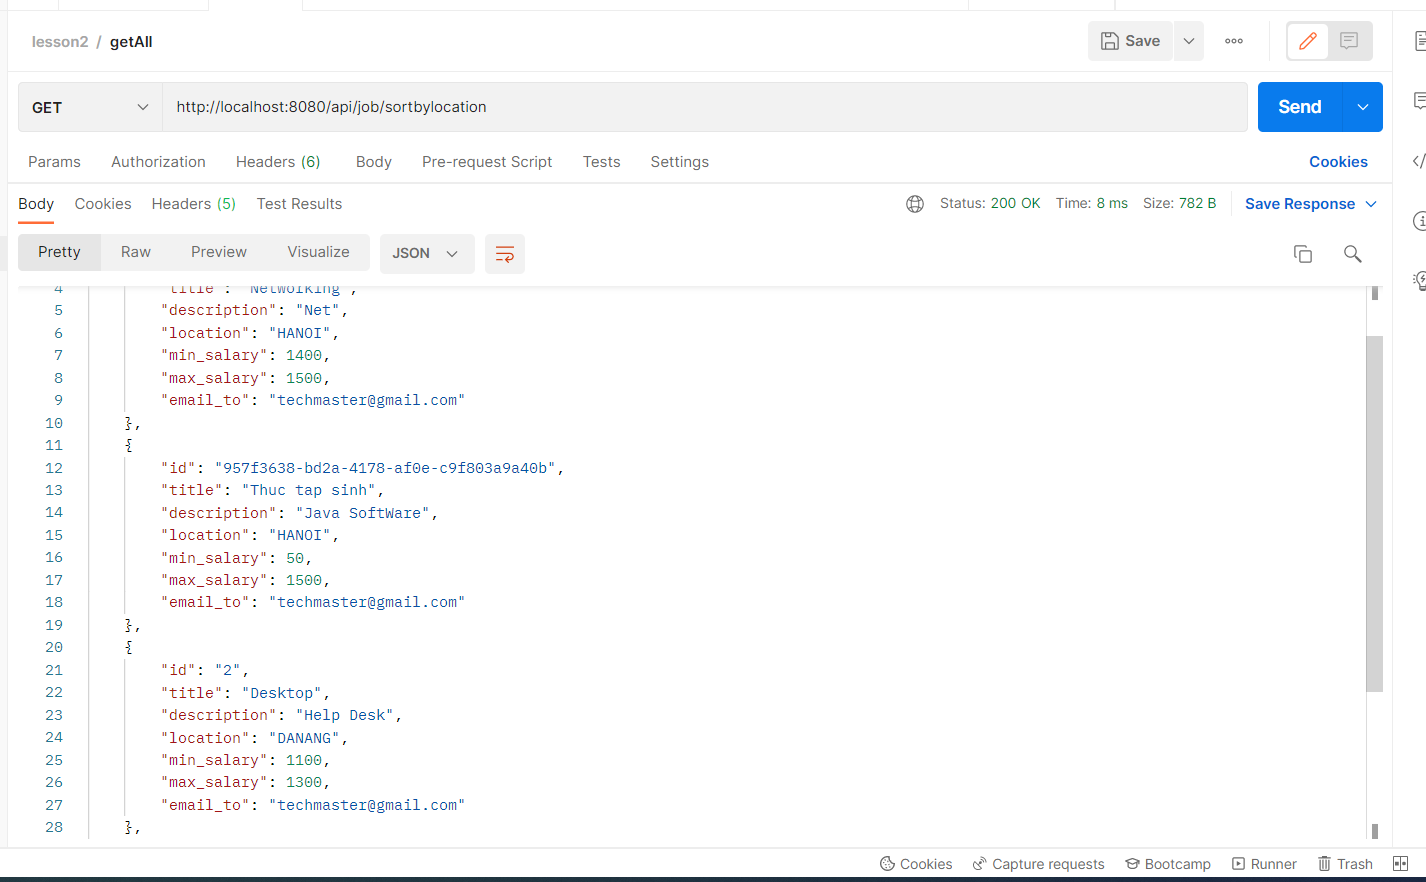 lesson2 / getAll
Save
GET
http://localhost:8080/api/job/sortbylocation
Send
Params Authorization Headers (6) Body Pre-request Script Tests Settings Cookies
Body Cookies Headers (5) Test Results Status: 200 OK Time: 8 ms Size: 782 B Save Response
Pretty Raw Preview Visualize JSON
4 "title": "Networking",
5 "description": "Net",
6 "location": "HANOI",
7 "min_salary": 1400,
8 "max_salary": 1500,
9 "email_to": "techmaster@gmail.com"
10 },
11 {
12 "id": "957f3638-bd2a-4178-af0e-c9f803a9a40b",
13 "title": "Thuc tap sinh",
14 "description": "Java SoftWare",
15 "location": "HANOI",
16 "min_salary": 50,
17 "max_salary": 1500,
18 "email_to": "techmaster@gmail.com"
19 },
20 {
21 "id": "2",
22 "title": "Desktop",
23 "description": "Help Desk",
24 "location": "DANANG",
25 "min_salary": 1100,
26 "max_salary": 1300,
27 "email_to": "techmaster@gmail.com"
28 },
Cookies Capture requests Bootcamp Runner Trash